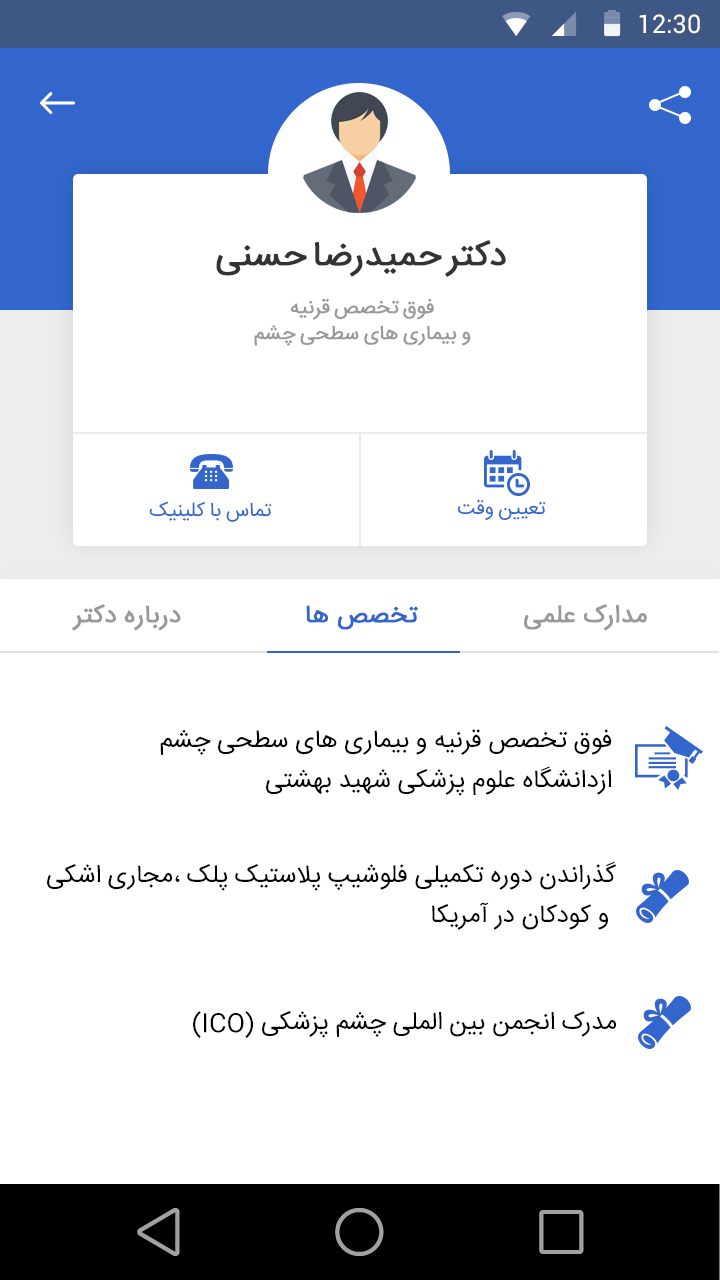 12:30
دکتر حمیدرضا حسنی
فوق تخصص قرنیه
و بیماری های سطحی چشم
تعیین وقت
تماس با کلینیک
مدارک علمی
تخصص ها
درباره دکتر
فوق تخصص قرنیه و بیماری های سطحی چشم
ازدانشگاه علوم پزشکی شهید بهشتی
گذراندن دوره تکمیلی فلوشیپ پلاستیک پلک ،مجاری اشکی
و کودکان در آمریکا
مدرک انجمن بین الملی چشم پزشکی (ICO)